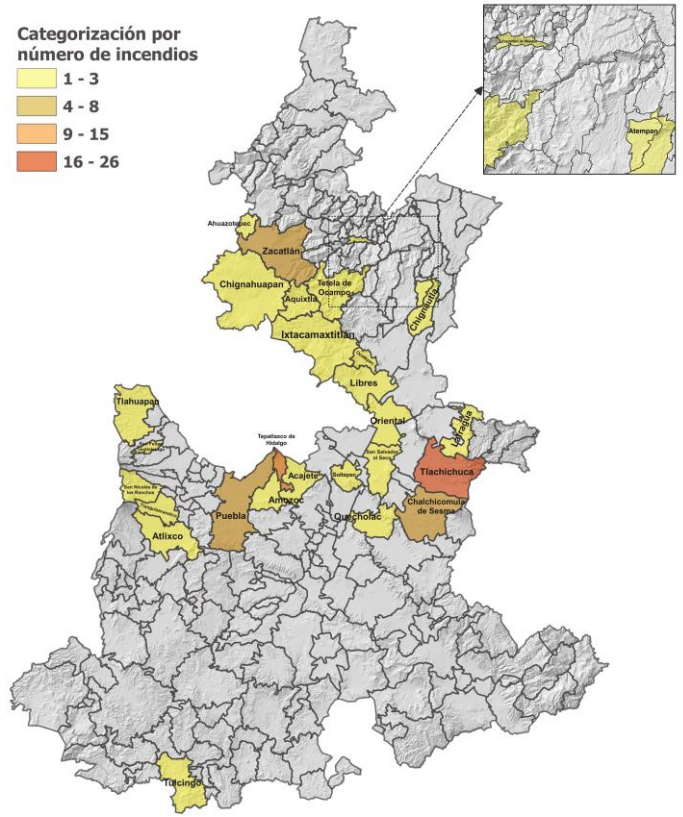 Categorización por
número de incendios
1 - 3
4 - 8
9 - 15
16 - 26
Atempan
Ahuazotepec
Zacatlán
Chignahuapan
Tetela de
Ocampo
Aquixtla
Chignautla
Ixtacamaxtitlán
Libres
Tlahuapan
Oriental
Lafragua
Tepatlaxco de
Hidalgo
San Salvador
el Seco
Tlachichuca
Acajete
Soltepec
San Nicolás de
los Ranchos
Amozoc
Chalchicomula
de Sesma
Puebla
Quecholac
Atlixco
Tulcingo